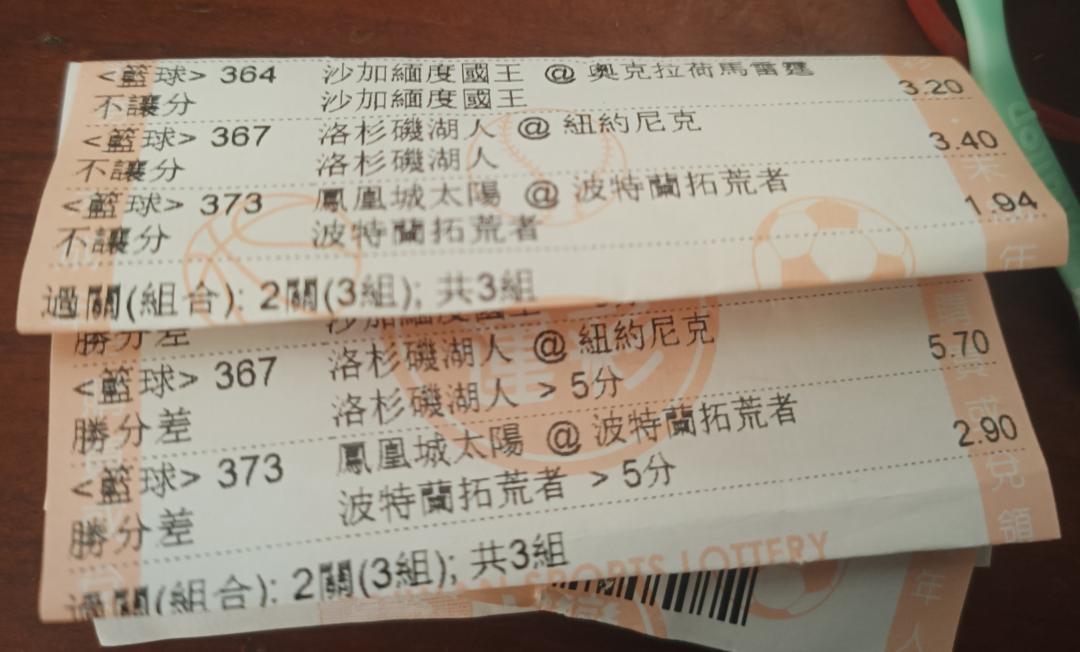 <籃球> 364 沙加緬度國王 @ 奧克拉荷馬雷霆
不讓分 沙加緬度國王 3.20
<籃球> 367 洛杉磯湖人 @ 紐約尼克
不讓分 洛杉磯湖人 3.40
<籃球> 373 鳳凰城太陽 @ 波特蘭拓荒者
不讓分 波特蘭拓荒者 1.94
過關(組合): 2關(3組); 共3組
勝分差 沙加緬度國王 > 5分
<籃球> 367 洛杉磯湖人 @ 紐約尼克
勝分差 洛杉磯湖人 > 5分 5.70
<籃球> 373 鳳凰城太陽 @ 波特蘭拓荒者
勝分差 波特蘭拓荒者 > 5分 2.90
過關(組合): 2關(3組); 共3組
SPORTS LOTTERY